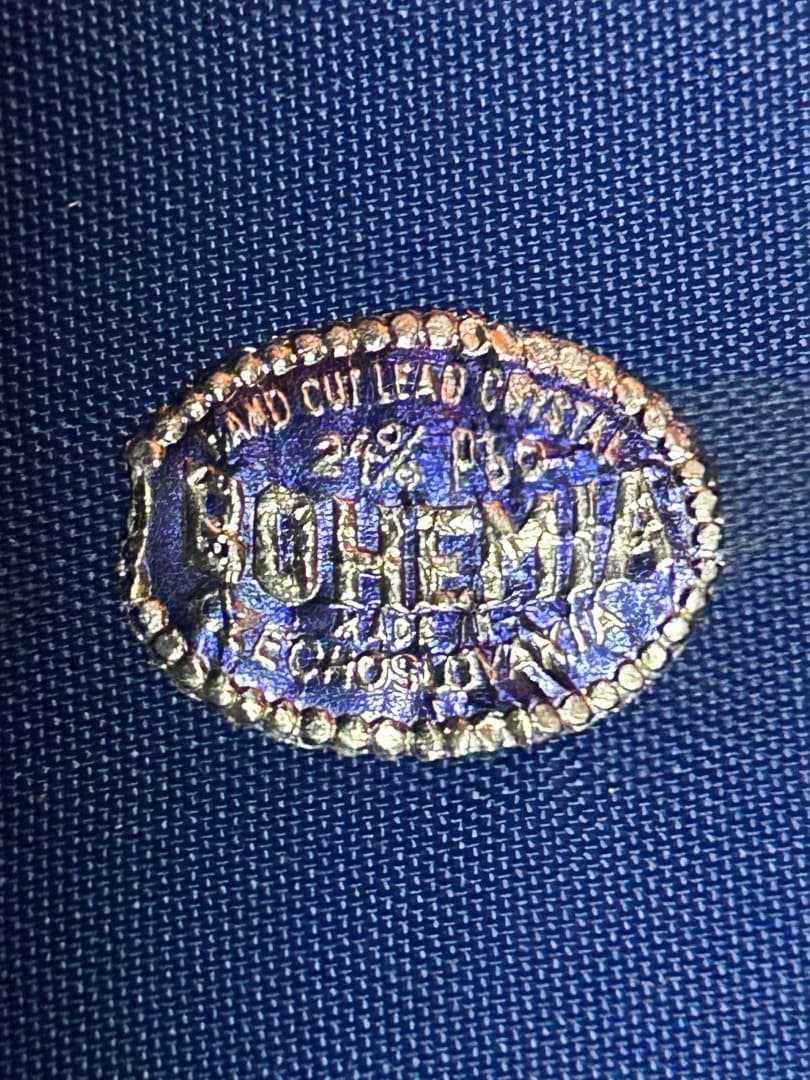 HAND CUT LEAD CRYSTAL
24% PbO
BOHEMIA
MADE IN
CZECHOSLOVAKIA